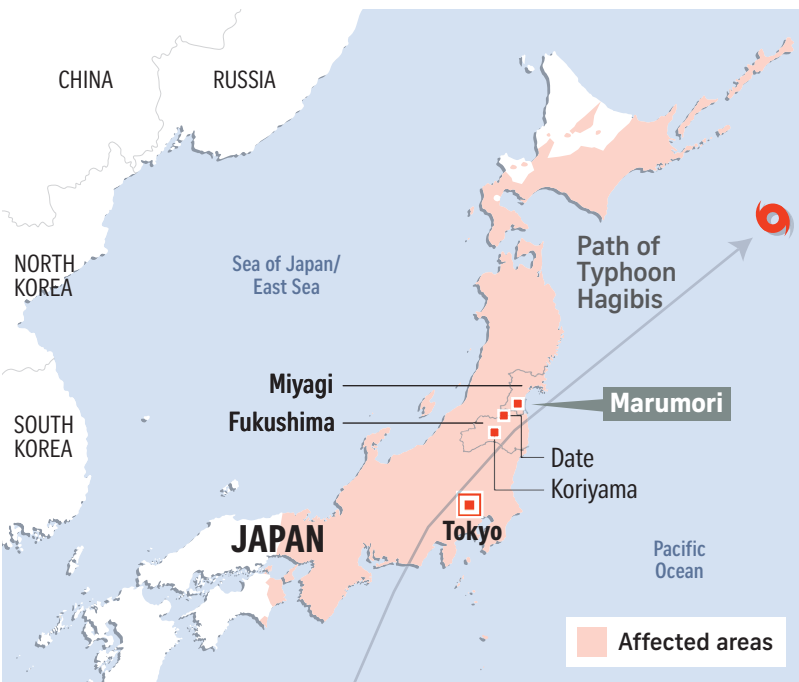 CHINA
RUSSIA
NORTH
KOREA
Sea of Japan/
East Sea
Path of
Typhoon
Hagibis
Miyagi
Fukushima
Marumori
SOUTH
KOREA
Date
Koriyama
JAPAN
Tokyo
Pacific
Ocean
Affected areas